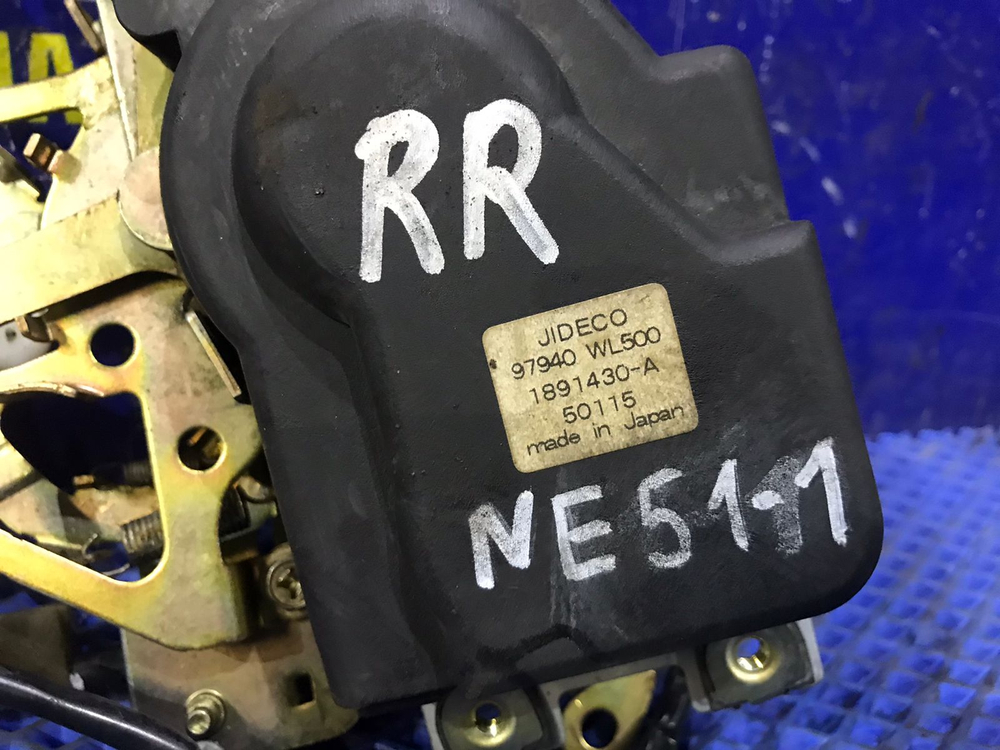 RR
JIDECO
97940 WL500
1891430-A
50115
made in Japan
NE51-1